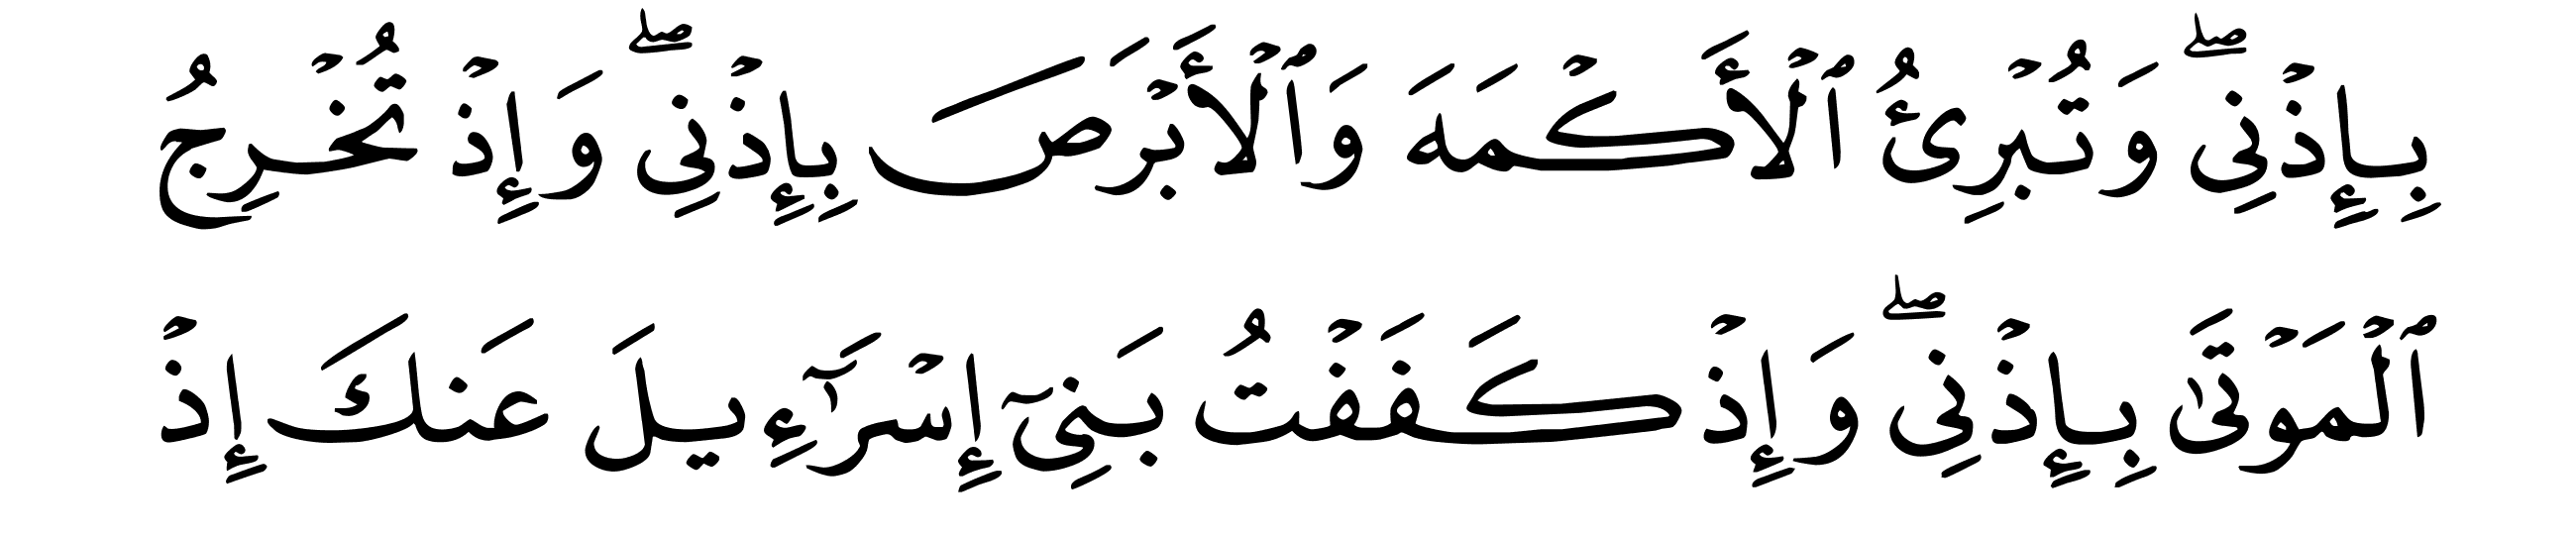 بِإِذْنِيۖ وَتُبْرِئُ ٱلْأَكْمَهَ وَٱلْأَبْرَصَ بِإِذْنِيۖ وَإِذْ تُخْرِجُ
ٱلْمَوْتَىٰ بِإِذْنِيۖ وَإِذْ كَفَفْتُ بَنِيٓ إِسْرَٰٓءِيلَ عَنكَ إِذْ